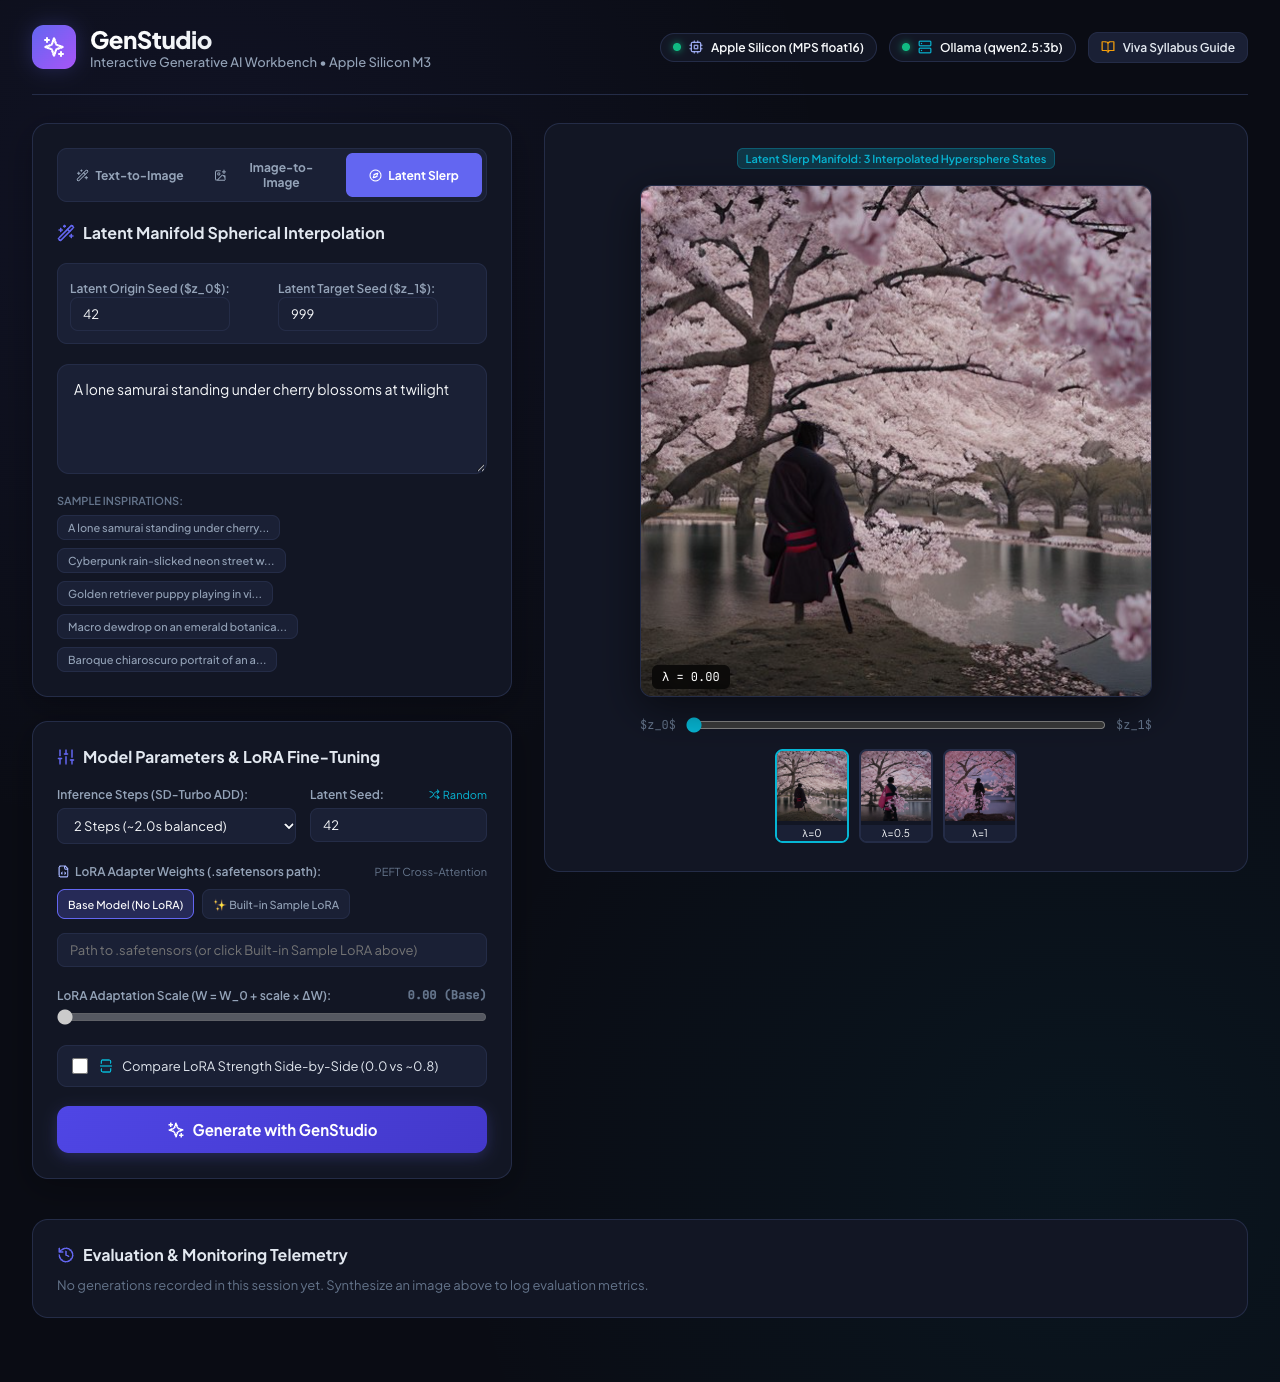 GenStudio
Interactive Generative AI Workbench • Apple Silicon M3
Apple Silicon (MPS float16)
Ollama (qwen2.5:3b)
Viva Syllabus Guide
Text-to-Image
Image-to-
Image
Latent Slerp
Latent Manifold Spherical Interpolation
Latent Origin Seed ($z_0$):
Latent Target Seed ($z_1$):
42
999
A lone samurai standing under cherry blossoms at twilight
SAMPLE INSPIRATIONS:
A lone samurai standing under cherry...
Cyberpunk rain-slicked neon street w...
Golden retriever puppy playing in vi...
Macro dewdrop on an emerald botanica...
Baroque chiaroscuro portrait of an a...
Model Parameters & LoRA Fine-Tuning
Inference Steps (SD-Turbo ADD):
Latent Seed:
Random
2 Steps (~2.0s balanced)
42
LoRA Adapter Weights (.safetensors path):
PEFT Cross-Attention
Base Model (No LoRA)
✨ Built-in Sample LoRA
Path to .safetensors (or click Built-in Sample LoRA above)
LoRA Adaptation Scale (W = W_0 + scale × ΔW):
0.00 (Base)
Compare LoRA Strength Side-by-Side (0.0 vs ~0.8)
Generate with GenStudio
Latent Slerp Manifold: 3 Interpolated Hypersphere States
λ = 0.00
$z_0$
$z_1$
λ=0
λ=0.5
λ=1
Evaluation & Monitoring Telemetry
No generations recorded in this session yet. Synthesize an image above to log evaluation metrics.